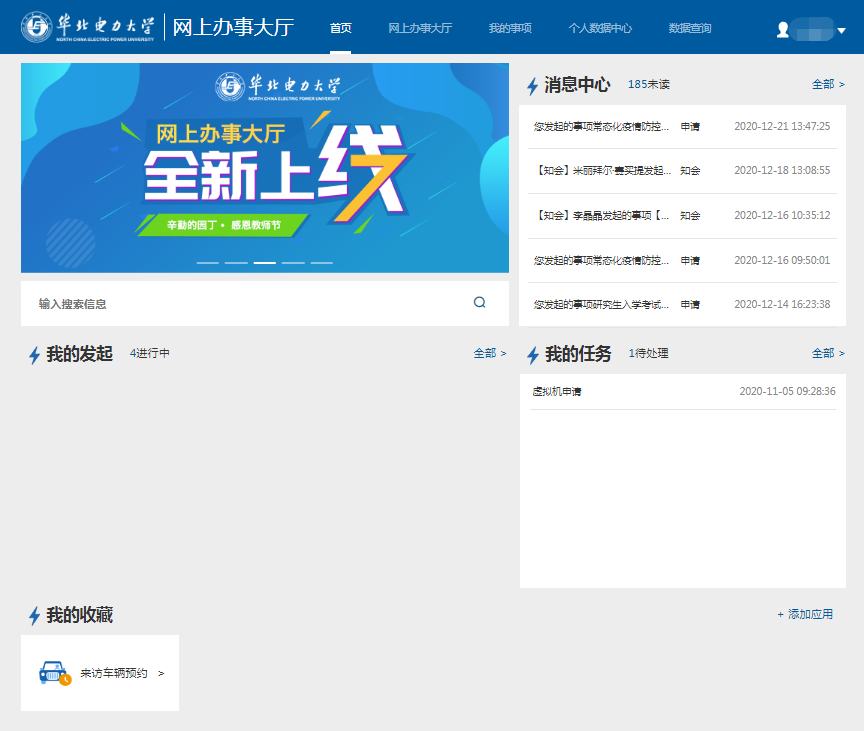 华北电力大学
NORTH CHINA ELECTRIC POWER UNIVERSITY
网上办事大厅
首页
网上办事大厅
我的事项
个人数据中心
数据查询
华北电力大学
NORTH CHINA ELECTRIC POWER UNIVERSITY
网上办事大厅
全新上线
辛勤的园丁 • 感恩教师节
输入搜索信息
消息中心 185未读 全部 >
您发起的事项常态化疫情防控... 申请 2020-12-21 13:47:25
【知会】米丽拜尔·赛买提发起... 知会 2020-12-18 13:08:55
【知会】李晶晶发起的事项【... 知会 2020-12-16 10:35:12
您发起的事项常态化疫情防控... 申请 2020-12-16 09:50:01
您发起的事项研究生入学考试... 申请 2020-12-14 16:23:38
我的发起 4进行中 全部 >
我的任务 1待处理 全部 >
虚拟机申请 2020-11-05 09:28:36
我的收藏 + 添加应用
来访车辆预约 >